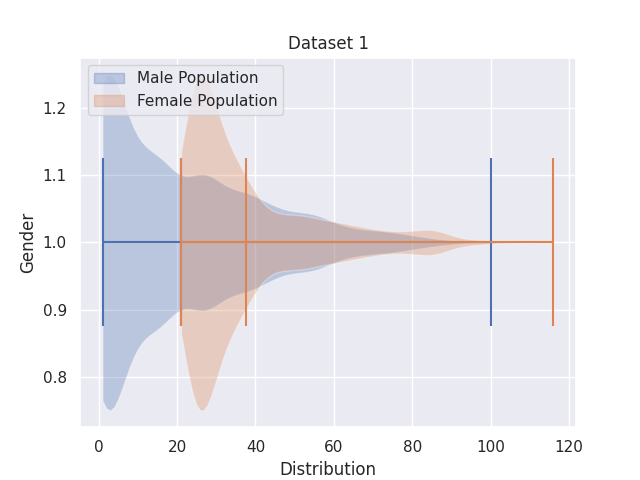 Dataset 1
Male Population
Female Population
1.2
1.1
1.0
0.9
0.8
Gender
0 20 40 60 80 100 120
Distribution